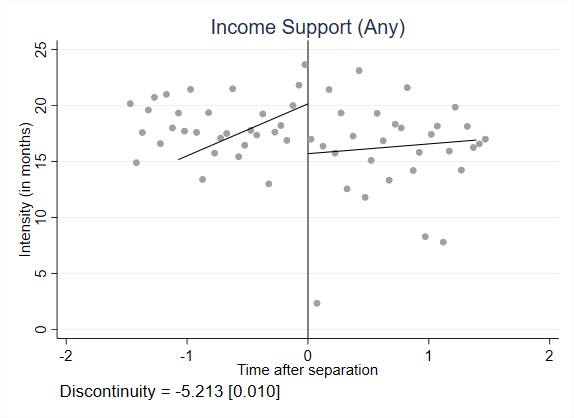 Income Support (Any)
Intensity (in months)
25
20
15
10
5
0
-2
-1
0
1
2
Time after separation
Discontinuity = -5.213 [0.010]